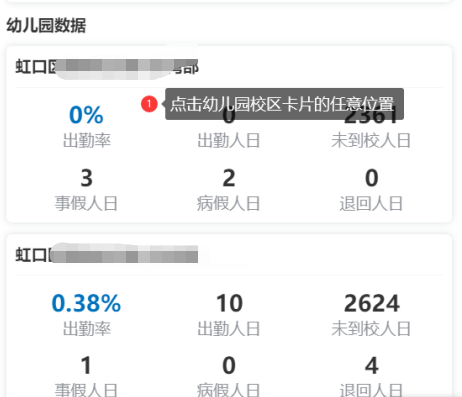 幼儿园数据
虹口区
部
0% 0 2361
1 点击幼儿园校区卡片的任意位置
出勤率 出勤人日 未到校人日
3 2 0
事假人日 病假人日 退回人日
虹口
0.38% 10 2624
出勤率 出勤人日 未到校人日
1 0 4
事假人日 病假人日 退回人日